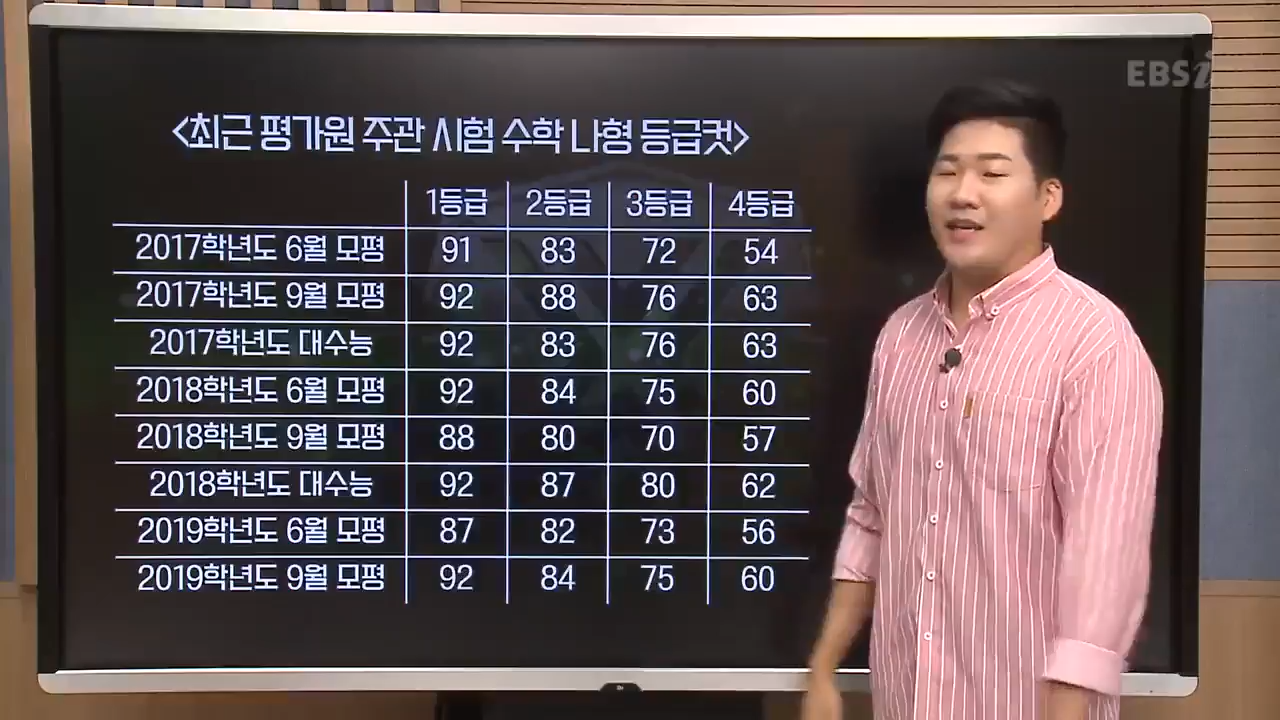 EBSi
<최근 평가원 주관 시험 수학 나형 등급컷>
1등급 2등급 3등급 4등급
2017학년도 6월 모평 91 83 72 54
2017학년도 9월 모평 92 88 76 63
2017학년도 대수능 92 83 76 63
2018학년도 6월 모평 92 84 75 60
2018학년도 9월 모평 88 80 70 57
2018학년도 대수능 92 87 80 62
2019학년도 6월 모평 87 82 73 56
2019학년도 9월 모평 92 84 75 60